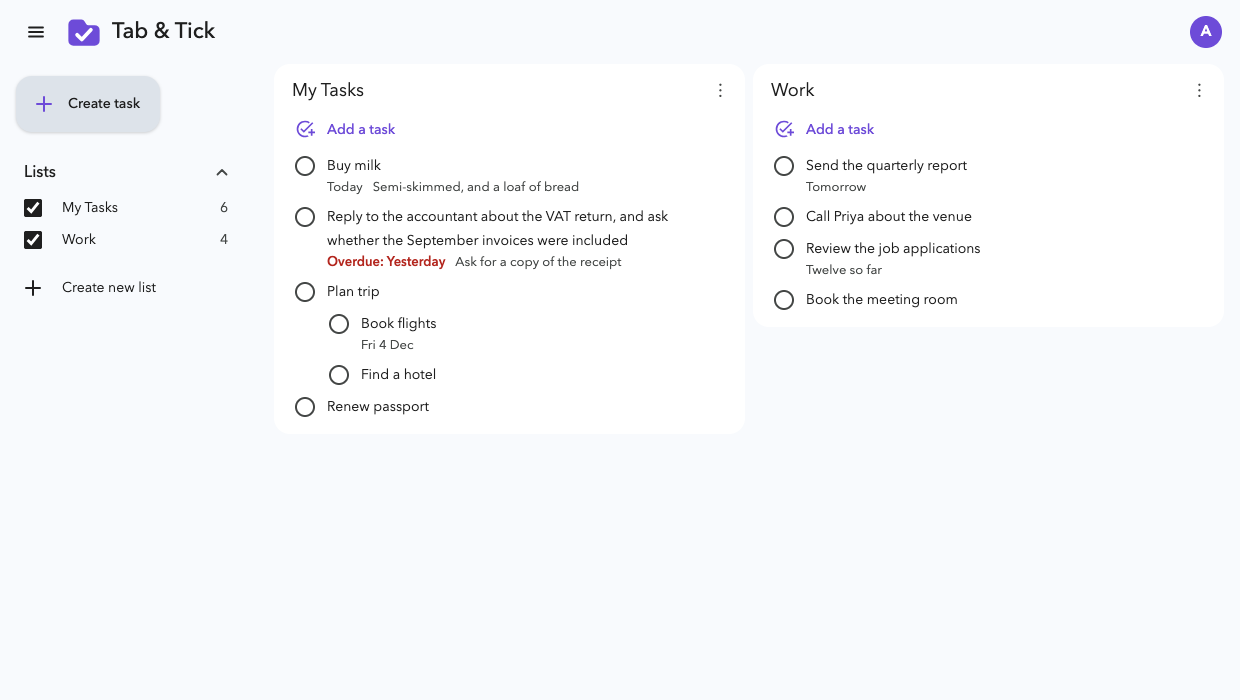 Tab & Tick
A
Create task
Lists
My Tasks 6
Work 4
Create new list
My Tasks
Add a task
Buy milk
Today Semi-skimmed, and a loaf of bread
Reply to the accountant about the VAT return, and ask
whether the September invoices were included
Overdue: Yesterday Ask for a copy of the receipt
Plan trip
Book flights
Fri 4 Dec
Find a hotel
Renew passport
Work
Add a task
Send the quarterly report
Tomorrow
Call Priya about the venue
Review the job applications
Twelve so far
Book the meeting room